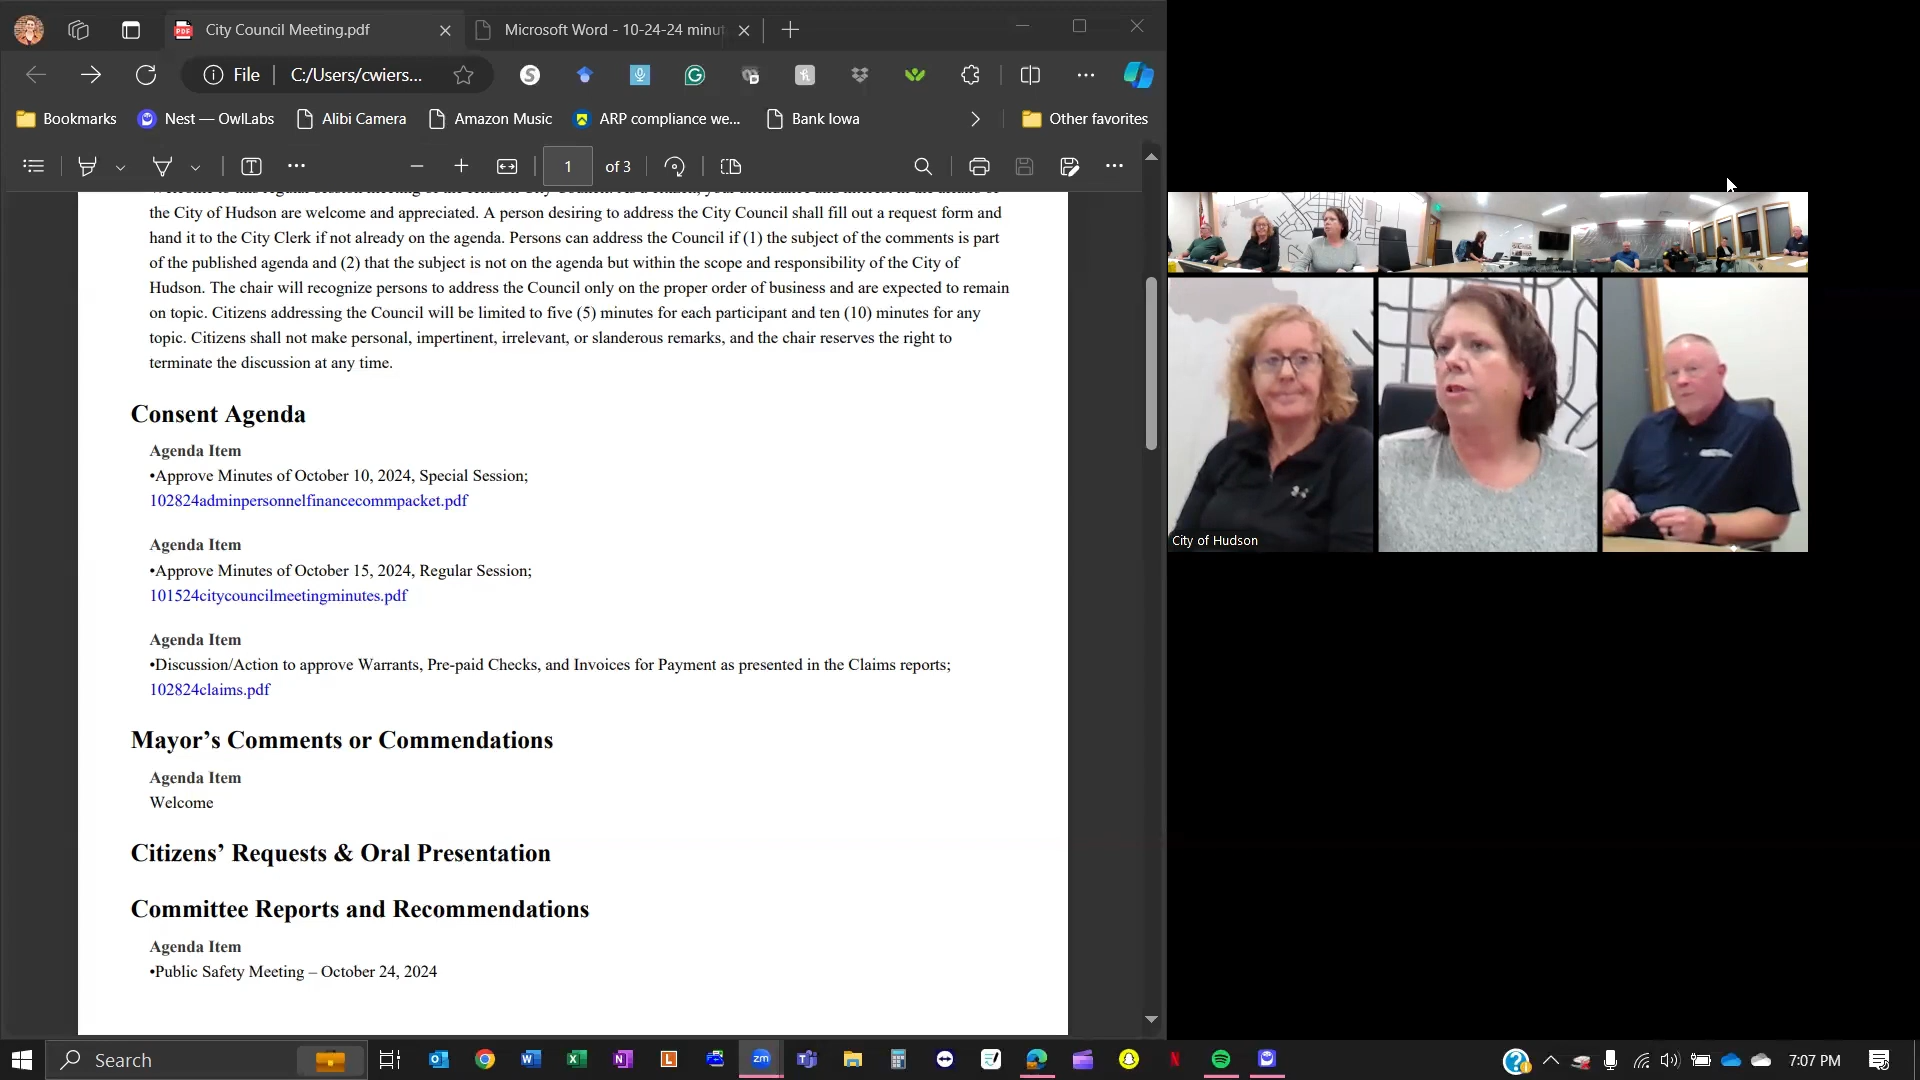 City Council Meeting.pdf
Microsoft Word - 10-24-24 minut
File
C:/Users/cwiers...
Bookmarks
Nest — OwlLabs
Alibi Camera
Amazon Music
ARP compliance we...
Bank Iowa
Other favorites
1 of 3
the City of Hudson are welcome and appreciated. A person desiring to address the City Council shall fill out a request form and
hand it to the City Clerk if not already on the agenda. Persons can address the Council if (1) the subject of the comments is part
of the published agenda and (2) that the subject is not on the agenda but within the scope and responsibility of the City of
Hudson. The chair will recognize persons to address the Council only on the proper order of business and are expected to remain
on topic. Citizens addressing the Council will be limited to five (5) minutes for each participant and ten (10) minutes for any
topic. Citizens shall not make personal, impertinent, irrelevant, or slanderous remarks, and the chair reserves the right to
terminate the discussion at any time.
Consent Agenda
Agenda Item
•Approve Minutes of October 10, 2024, Special Session;
102824adminpersonnelfinancecommpacket.pdf
Agenda Item
•Approve Minutes of October 15, 2024, Regular Session;
101524citycouncilmeetingminutes.pdf
Agenda Item
•Discussion/Action to approve Warrants, Pre-paid Checks, and Invoices for Payment as presented in the Claims reports;
102824claims.pdf
Mayor’s Comments or Commendations
Agenda Item
Welcome
Citizens’ Requests & Oral Presentation
Committee Reports and Recommendations
Agenda Item
•Public Safety Meeting – October 24, 2024
City of Hudson
Search
zm
7:07 PM